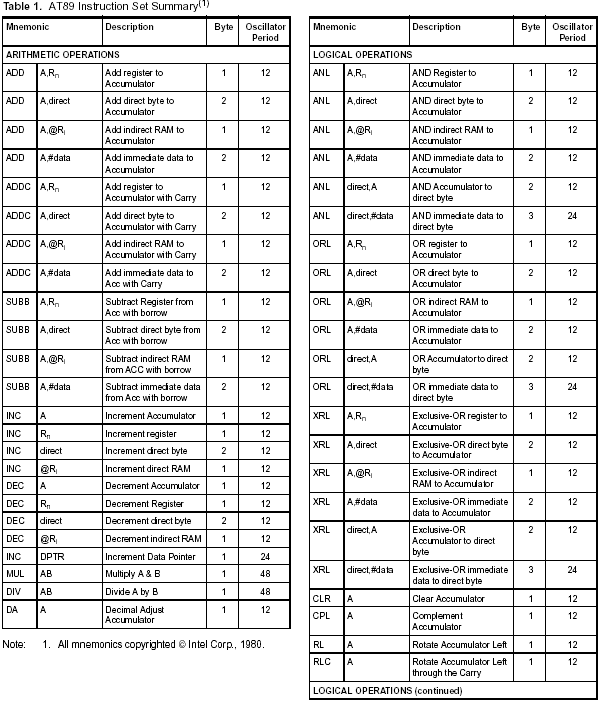 Table 1. AT89 Instruction Set Summary(1)
Mnemonic Description Byte Oscillator Period
ARITHMETIC OPERATIONS
ADD A,Rn Add register to Accumulator 1 12
ADD A,direct Add direct byte to Accumulator 2 12
ADD A,@Ri Add indirect RAM to Accumulator 1 12
ADD A,#data Add immediate data to Accumulator 2 12
ADDC A,Rn Add register to Accumulator with Carry 1 12
ADDC A,direct Add direct byte to Accumulator with Carry 2 12
ADDC A,@Ri Add indirect RAM to Accumulator with Carry 1 12
ADDC A,#data Add immediate data to Acc with Carry 2 12
SUBB A,Rn Subtract Register from Acc with borrow 1 12
SUBB A,direct Subtract direct byte from Acc with borrow 2 12
SUBB A,@Ri Subtract indirect RAM from ACC with borrow 1 12
SUBB A,#data Subtract immediate data from Acc with borrow 2 12
INC A Increment Accumulator 1 12
INC Rn Increment register 1 12
INC direct Increment direct byte 2 12
INC @Ri Increment direct RAM 1 12
DEC A Decrement Accumulator 1 12
DEC Rn Decrement Register 1 12
DEC direct Decrement direct byte 2 12
DEC @Ri Decrement indirect RAM 1 12
INC DPTR Increment Data Pointer 1 24
MUL AB Multiply A & B 1 48
DIV AB Divide A by B 1 48
DA A Decimal Adjust Accumulator 1 12
Note: 1. All mnemonics copyrighted © Intel Corp., 1980.
Mnemonic Description Byte Oscillator Period
LOGICAL OPERATIONS
ANL A,Rn AND Register to Accumulator 1 12
ANL A,direct AND direct byte to Accumulator 2 12
ANL A,@Ri AND indirect RAM to Accumulator 1 12
ANL A,#data AND immediate data to Accumulator 2 12
ANL direct,A AND Accumulator to direct byte 2 12
ANL direct,#data AND immediate data to direct byte 3 24
ORL A,Rn OR register to Accumulator 1 12
ORL A,direct OR direct byte to Accumulator 2 12
ORL A,@Ri OR indirect RAM to Accumulator 1 12
ORL A,#data OR immediate data to Accumulator 2 12
ORL direct,A OR Accumulator to direct byte 2 12
ORL direct,#data OR immediate data to direct byte 3 24
XRL A,Rn Exclusive-OR register to Accumulator 1 12
XRL A,direct Exclusive-OR direct byte to Accumulator 2 12
XRL A,@Ri Exclusive-OR indirect RAM to Accumulator 1 12
XRL A,#data Exclusive-OR immediate data to Accumulator 2 12
XRL direct,A Exclusive-OR Accumulator to direct byte 2 12
XRL direct,#data Exclusive-OR immediate data to direct byte 3 24
CLR A Clear Accumulator 1 12
CPL A Complement Accumulator 1 12
RL A Rotate Accumulator Left 1 12
RLC A Rotate Accumulator Left through the Carry 1 12
LOGICAL OPERATIONS (continued)